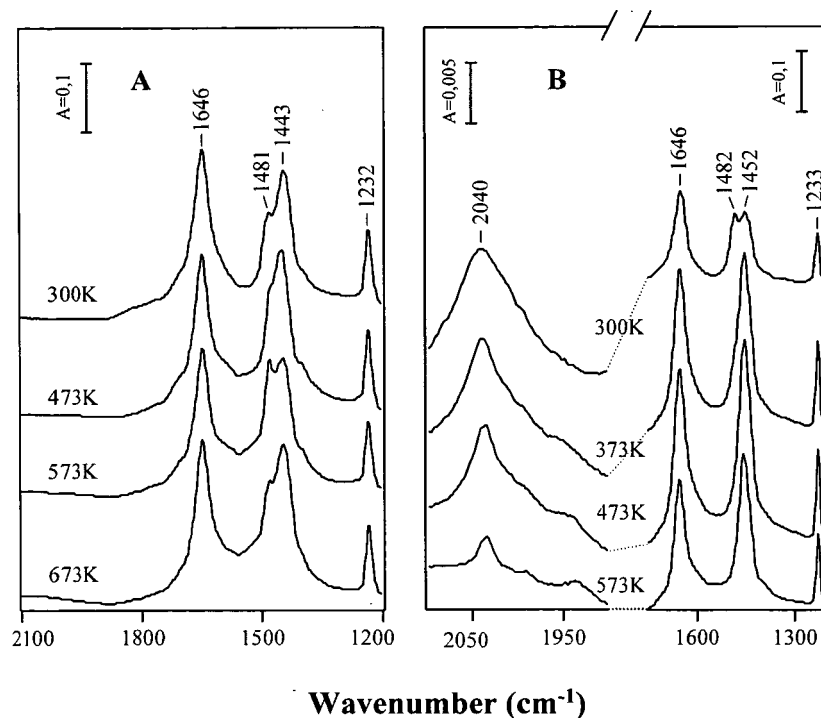 A
A=0,1
1646
1481
1443
1232
300K
473K
573K
673K
2100
1800
1500
1200
B
A=0,005
A=0,1
2040
1646
1482
1452
1233
300K
373K
473K
573K
2050
1950
1600
1300
Wavenumber (cm-1)